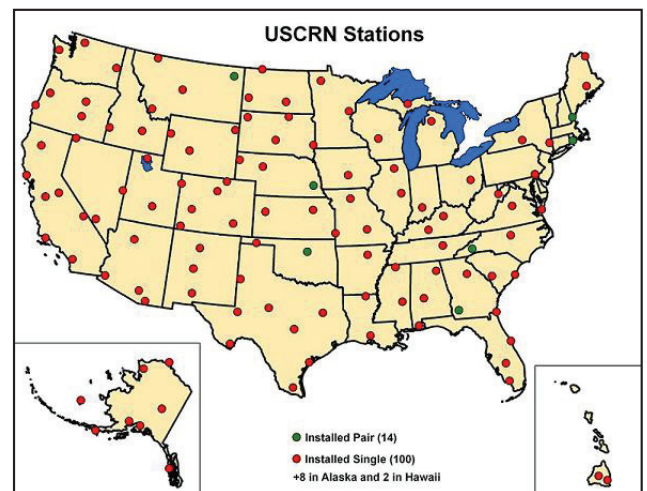 USCRN Stations
Installed Pair (14)
Installed Single (100)
+8 in Alaska and 2 in Hawaii